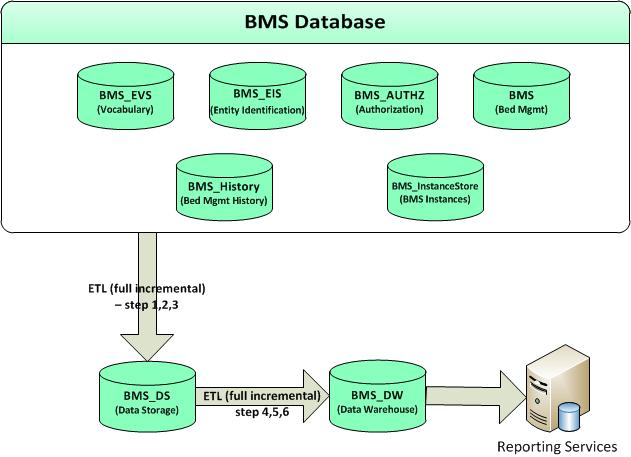 BMS Database
BMS_EVS
(Vocabulary)
BMS_EIS
(Entity Identification)
BMS_AUTHZ
(Authorization)
BMS
(Bed Mgmt)
BMS_History
(Bed Mgmt History)
BMS_InstanceStore
(BMS Instances)
ETL (full incremental)
– step 1,2,3
BMS_DS
(Data Storage)
ETL (full incremental)
step 4,5,6
BMS_DW
(Data Warehouse)
Reporting Services